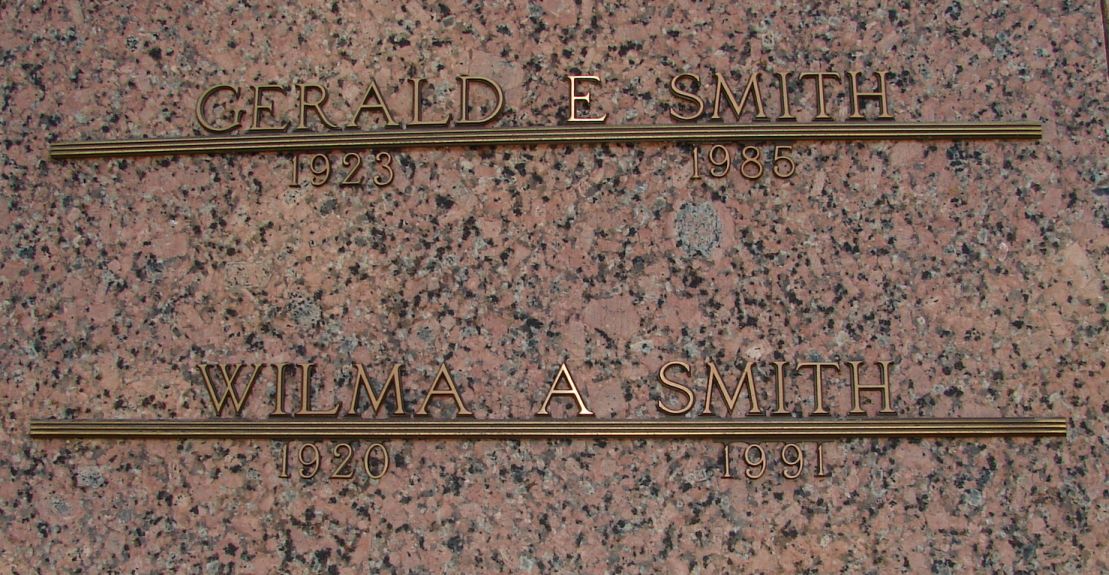 GERALD E SMITH
1923 1985
WILMA A SMITH
1920 1991